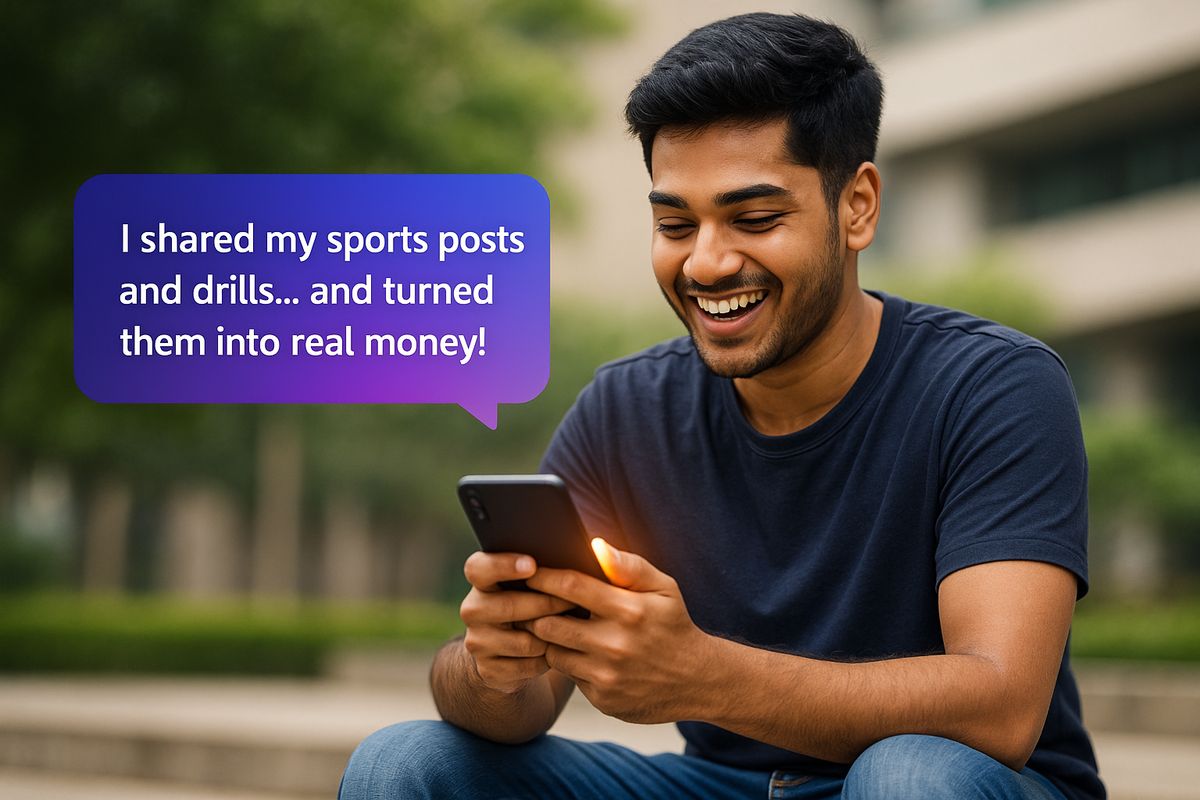 I shared my sports posts
and drills... and turned
them into real money!